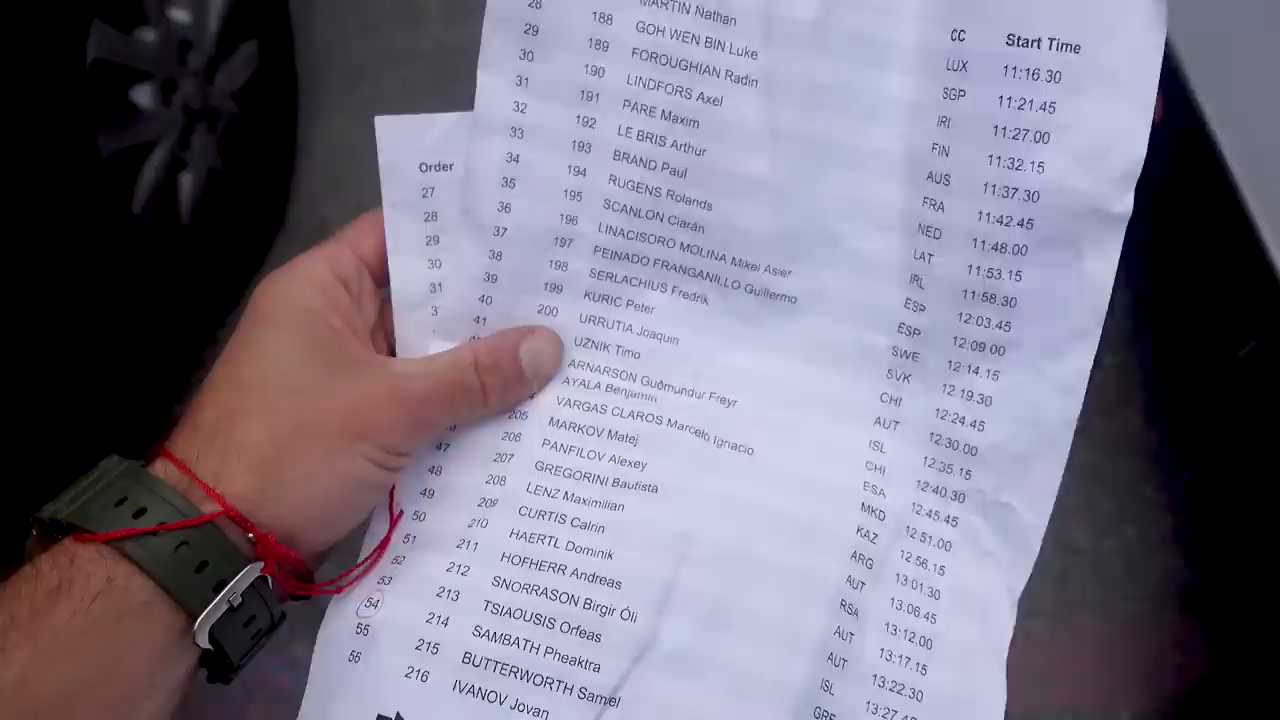 CC Start Time
MARTIN Nathan LUX 11:16.30
28 188 GOH WEN BIN Luke SGP 11:21.45
29 189 FOROUGHIAN Radin IRI 11:27.00
30 190 LINDFORS Axel FIN 11:32.15
31 191 PARE Maxim AUS 11:37.30
32 192 LE BRIS Arthur FRA 11:42.45
33 193 BRAND Paul NED 11:48.00
34 194 RUGENS Rolands LAT 11:53.15
35 195 SCANLON Ciarán IRL 11:58.30
36 196 LINACISORO MOLINA Mikel Asier ESP 12:03.45
37 197 PEINADO FRANGANILLO Guillermo ESP 12:09.00
38 198 SERLACHIUS Fredrik SWE 12:14.15
39 199 KURIC Peter SVK 12:19.30
40 200 URRUTIA Joaquin CHI 12:24.45
41 UZNIK Timo AUT 12:30.00
ARNARSON Guðmundur Freyr ISL 12:35.15
AYALA Benjamin CHI 12:40.30
VARGAS CLAROS Marcelo Ignacio ESA 12:45.45
205 MARKOV Matej MKD 12:51.00
206 PANFILOV Alexey KAZ 12:56.15
47 207 GREGORINI Bautista ARG 13:01.30
48 208 LENZ Maximilian AUT 13:06.45
49 209 CURTIS Calrin RSA 13:12.00
50 210 HAERTL Dominik AUT 13:17.15
51 211 HOFHERR Andreas AUT 13:22.30
52 212 SNORRASON Birgir Óli ISL 13:27.45
53 213 TSIAOUSIS Orfeas GRE
54 214 SAMBATH Pheaktra
55 215 BUTTERWORTH Samel
56 216 IVANOV Jovan
Order
27
28
29
30
31